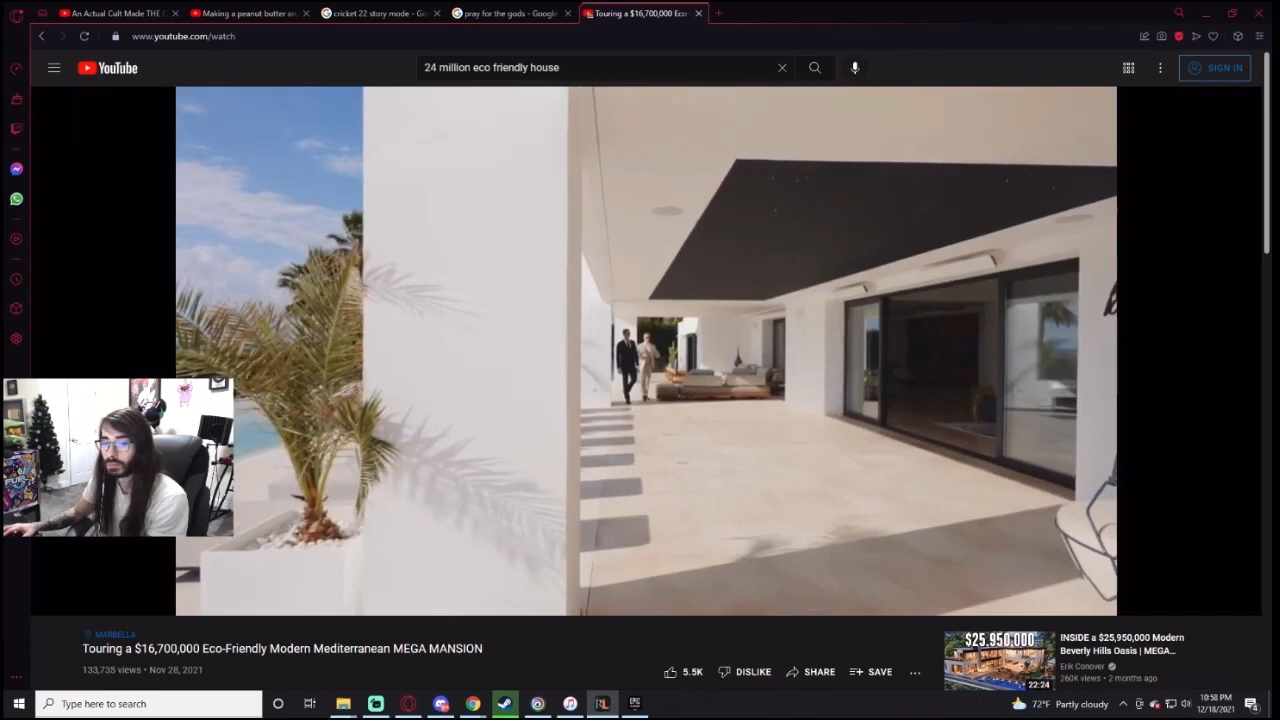 An Actual Cult Made THE C
Making a peanut butter an
cricket 22 story mode - Go
pray for the gods - Google
Touring a $16,700,000 Eco-
www.youtube.com/watch
YouTube
24 million eco friendly house
SIGN IN
MARBELLA
Touring a $16,700,000 Eco-Friendly Modern Mediterranean MEGA MANSION
133,735 views • Nov 28, 2021
5.5K
DISLIKE
SHARE
SAVE
$25,950,000
22:24
INSIDE a $25,950,000 Modern
Beverly Hills Oasis | MEGA...
Erik Conover
260K views • 2 months ago
Type here to search
EPIC
72°F Partly cloudy
10:58 PM
12/18/2021